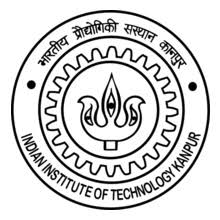 भारतीय प्रौद्योगिकी संस्थान कानपुर
INDIAN INSTITUTE OF TECHNOLOGY KANPUR